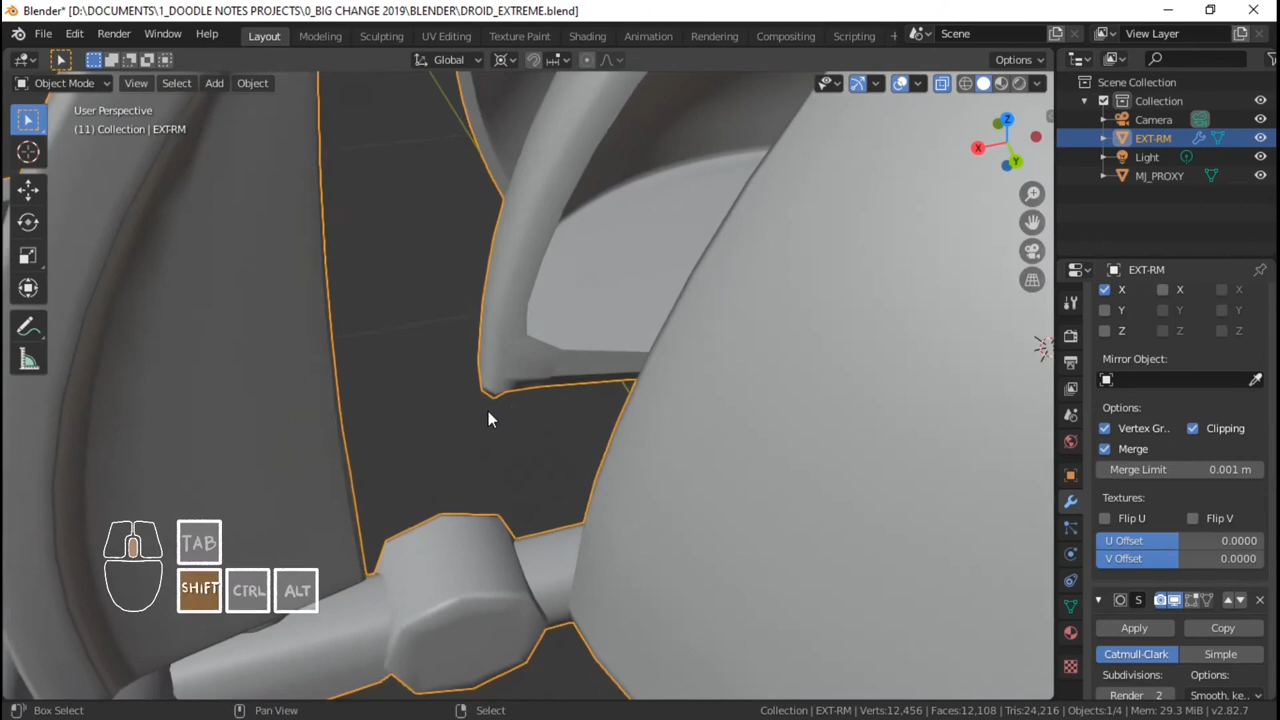 Blender* [D:\DOCUMENTS\1_DOODLE NOTES PROJECTS\0_BIG CHANGE 2019\BLENDER\DROID_EXTREME.blend]
File Edit Render Window Help Layout Modeling Sculpting UV Editing Texture Paint Shading Animation Rendering Compositing Scripting Scene View Layer
Global Options
Object Mode View Select Add Object
User Perspective
(11) Collection | EXT-RM
Z
X
Y
Scene Collection
Collection
Camera
EXT-RM
Light
MJ_PROXY
EXT-RM
X X X
Y Y Y
Z Z Z
Mirror Object:
Options:
Vertex Gr.. Clipping
Merge
Merge Limit 0.001 m
Textures:
Flip U Flip V
U Offset 0.0000
V Offset 0.0000
S
Apply Copy
Catmull-Clark Simple
Subdivisions: Options:
Render 2 Smooth, ke..
TAB
SHIFT CTRL ALT
Box Select Pan View Select Collection | EXT-RM | Verts:12,456 | Faces:12,108 | Tris:24,216 | Objects:1/4 | Mem: 29.3 MiB | v2.82.7